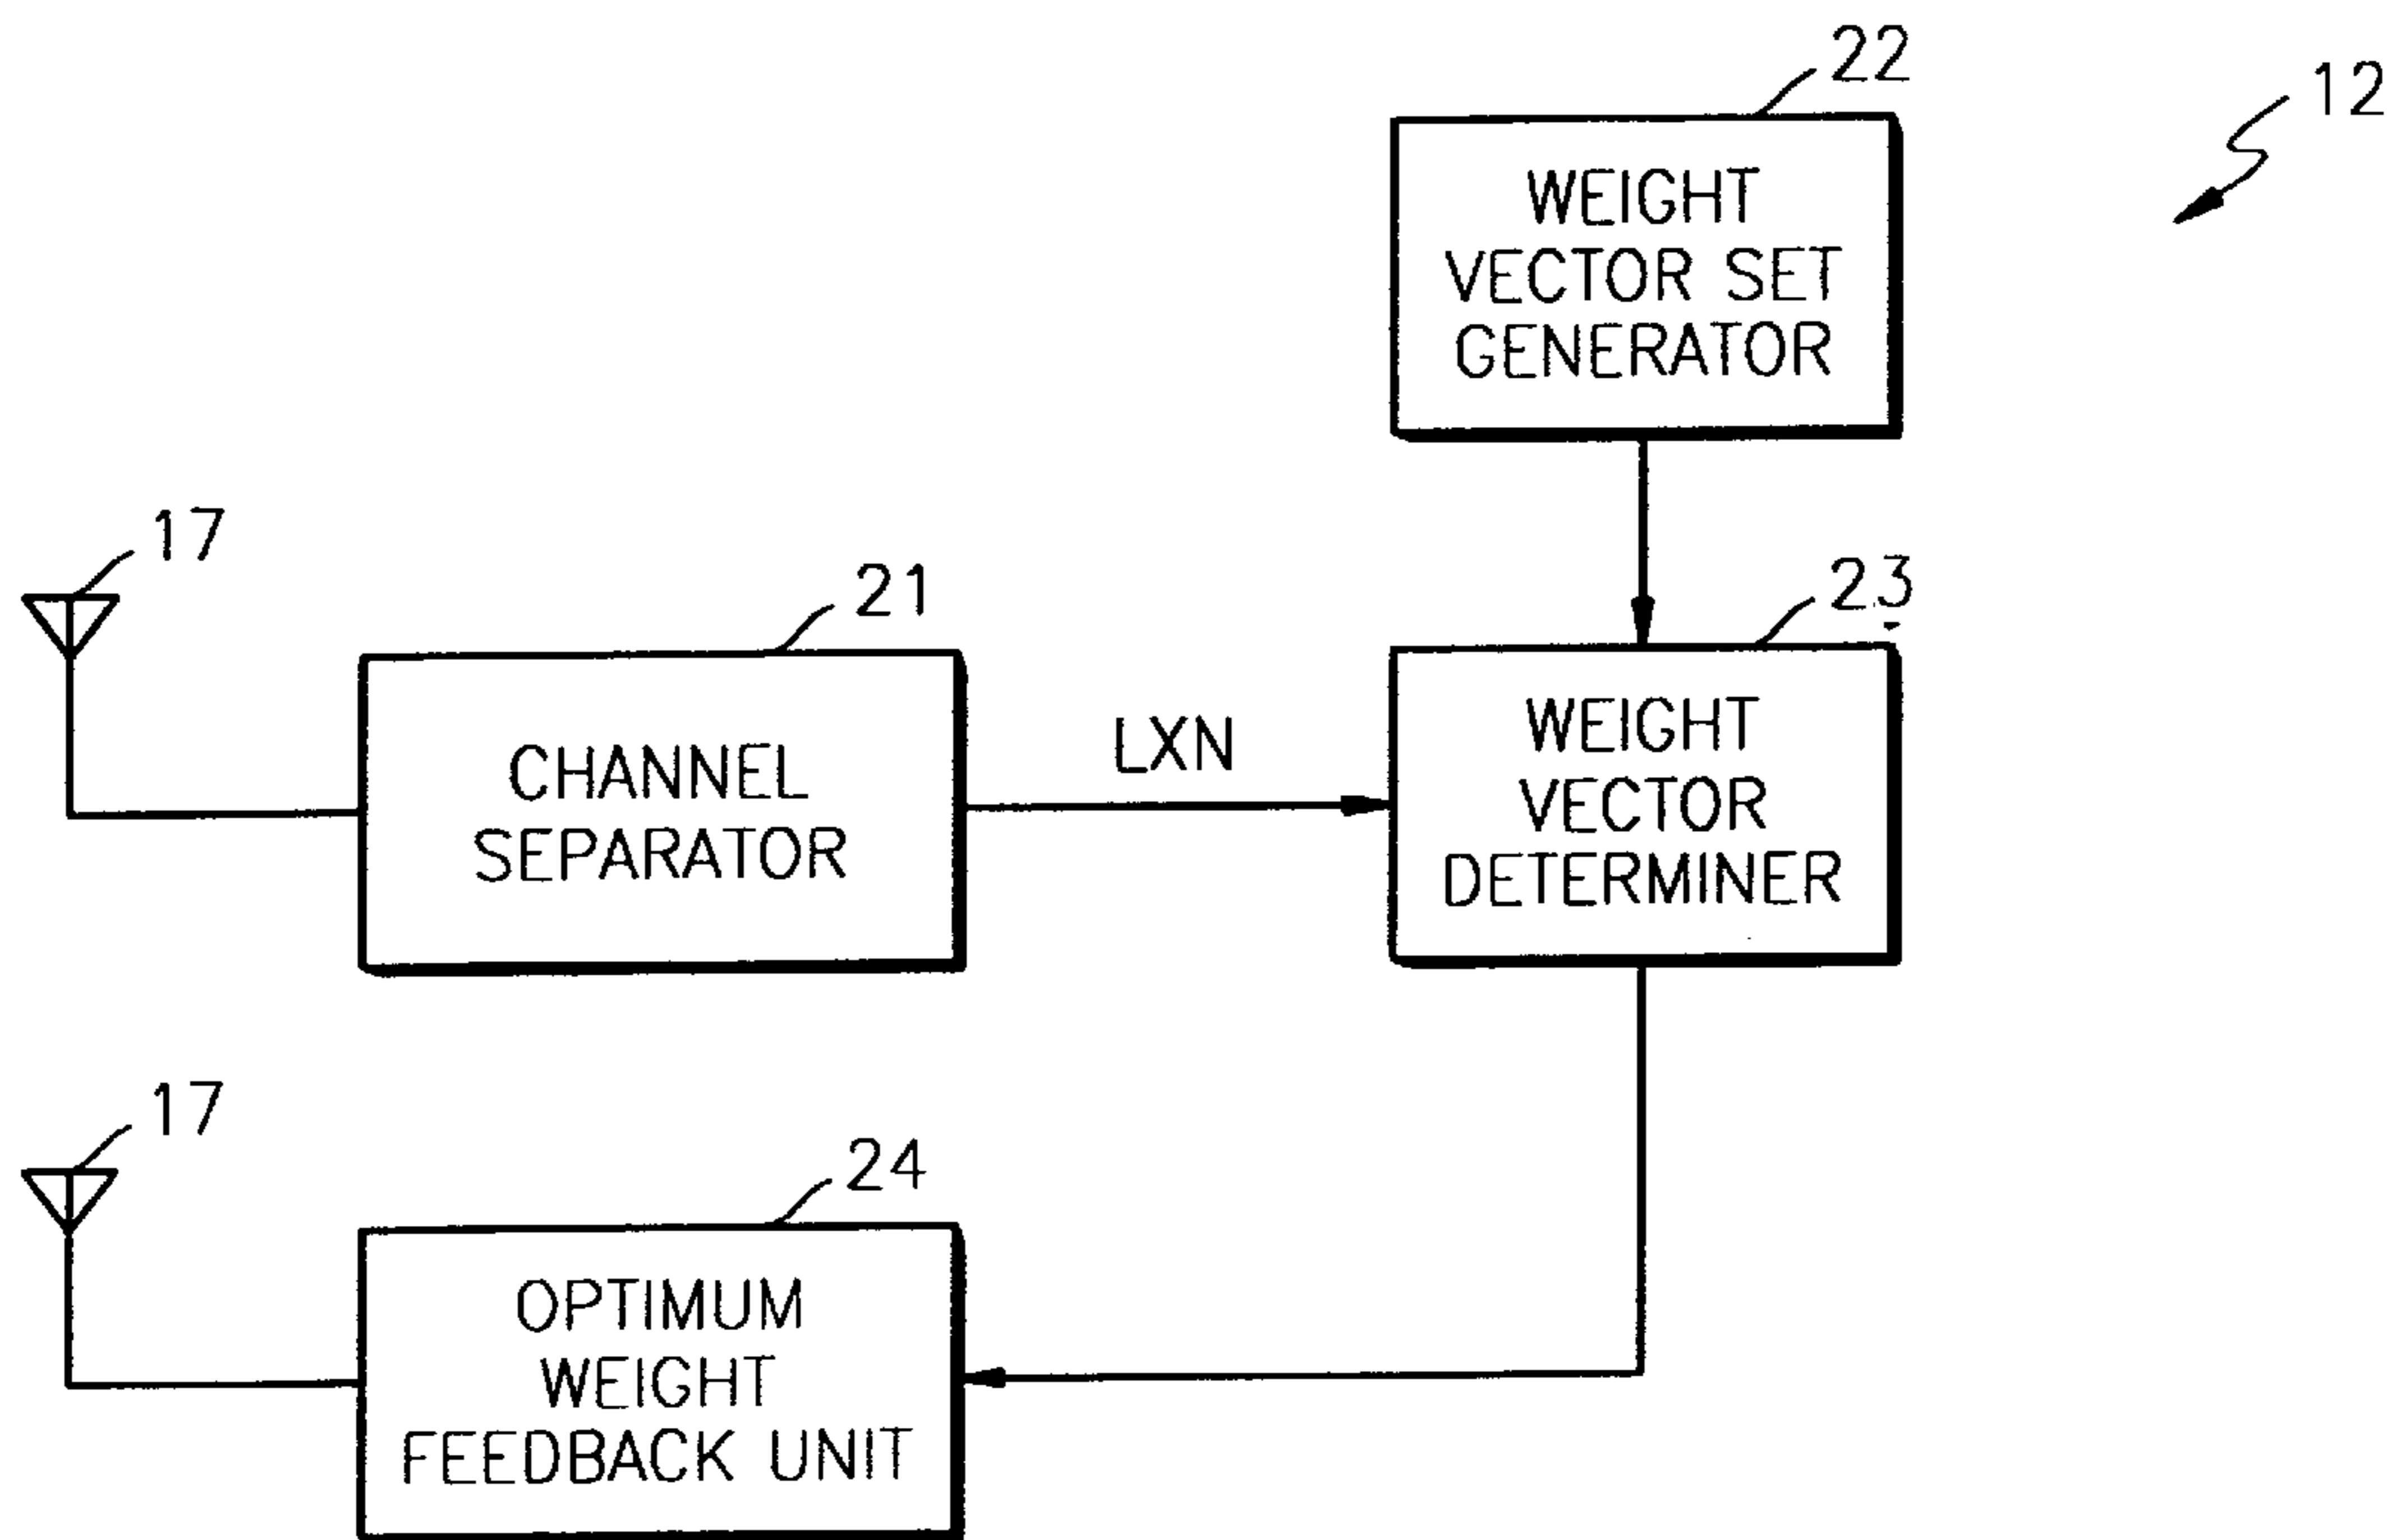 22
12
WEIGHT
VECTOR SET
GENERATOR
17
21
23
CHANNEL
SEPARATOR
LXN
WEIGHT
VECTOR
DETERMINER
17
24
OPTIMUM
WEIGHT
FEEDBACK UNIT